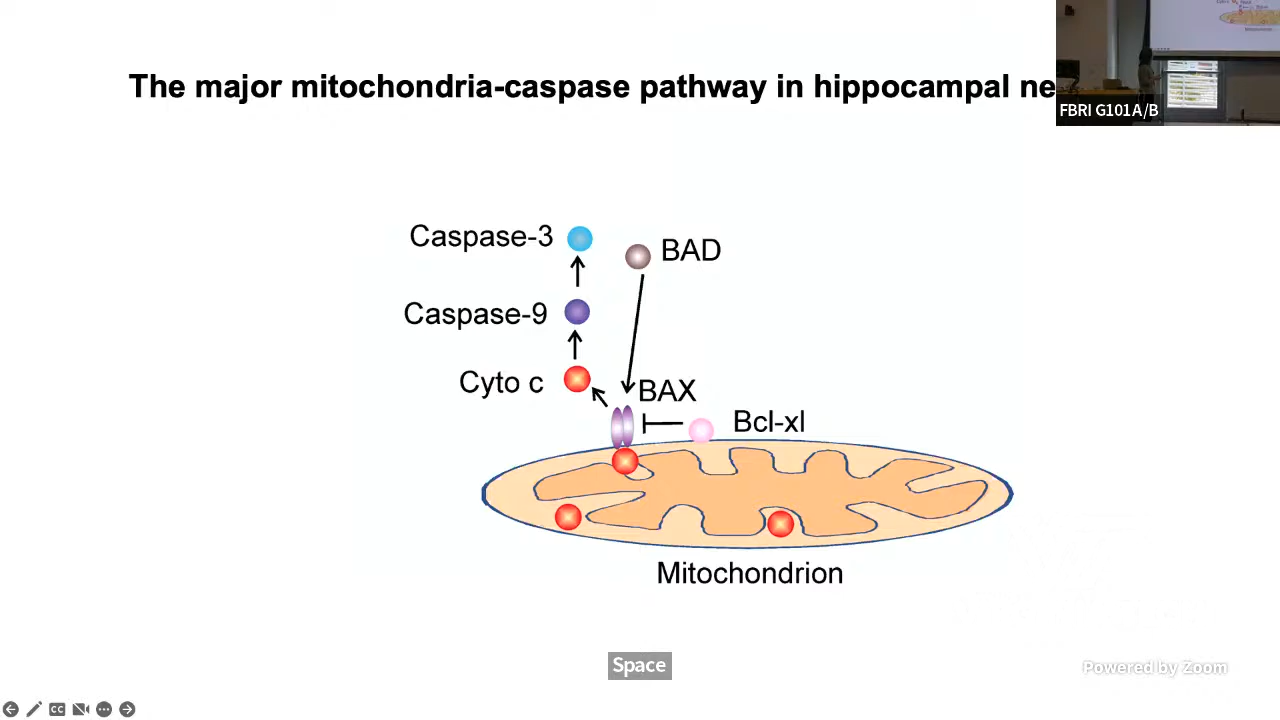 The major mitochondria-caspase pathway in hippocampal ne
FBRI G101A/B
Caspase-3
BAD
Caspase-9
Cyto c
BAX
Bcl-xl
Mitochondrion
Space
Powered by Zoom
CC